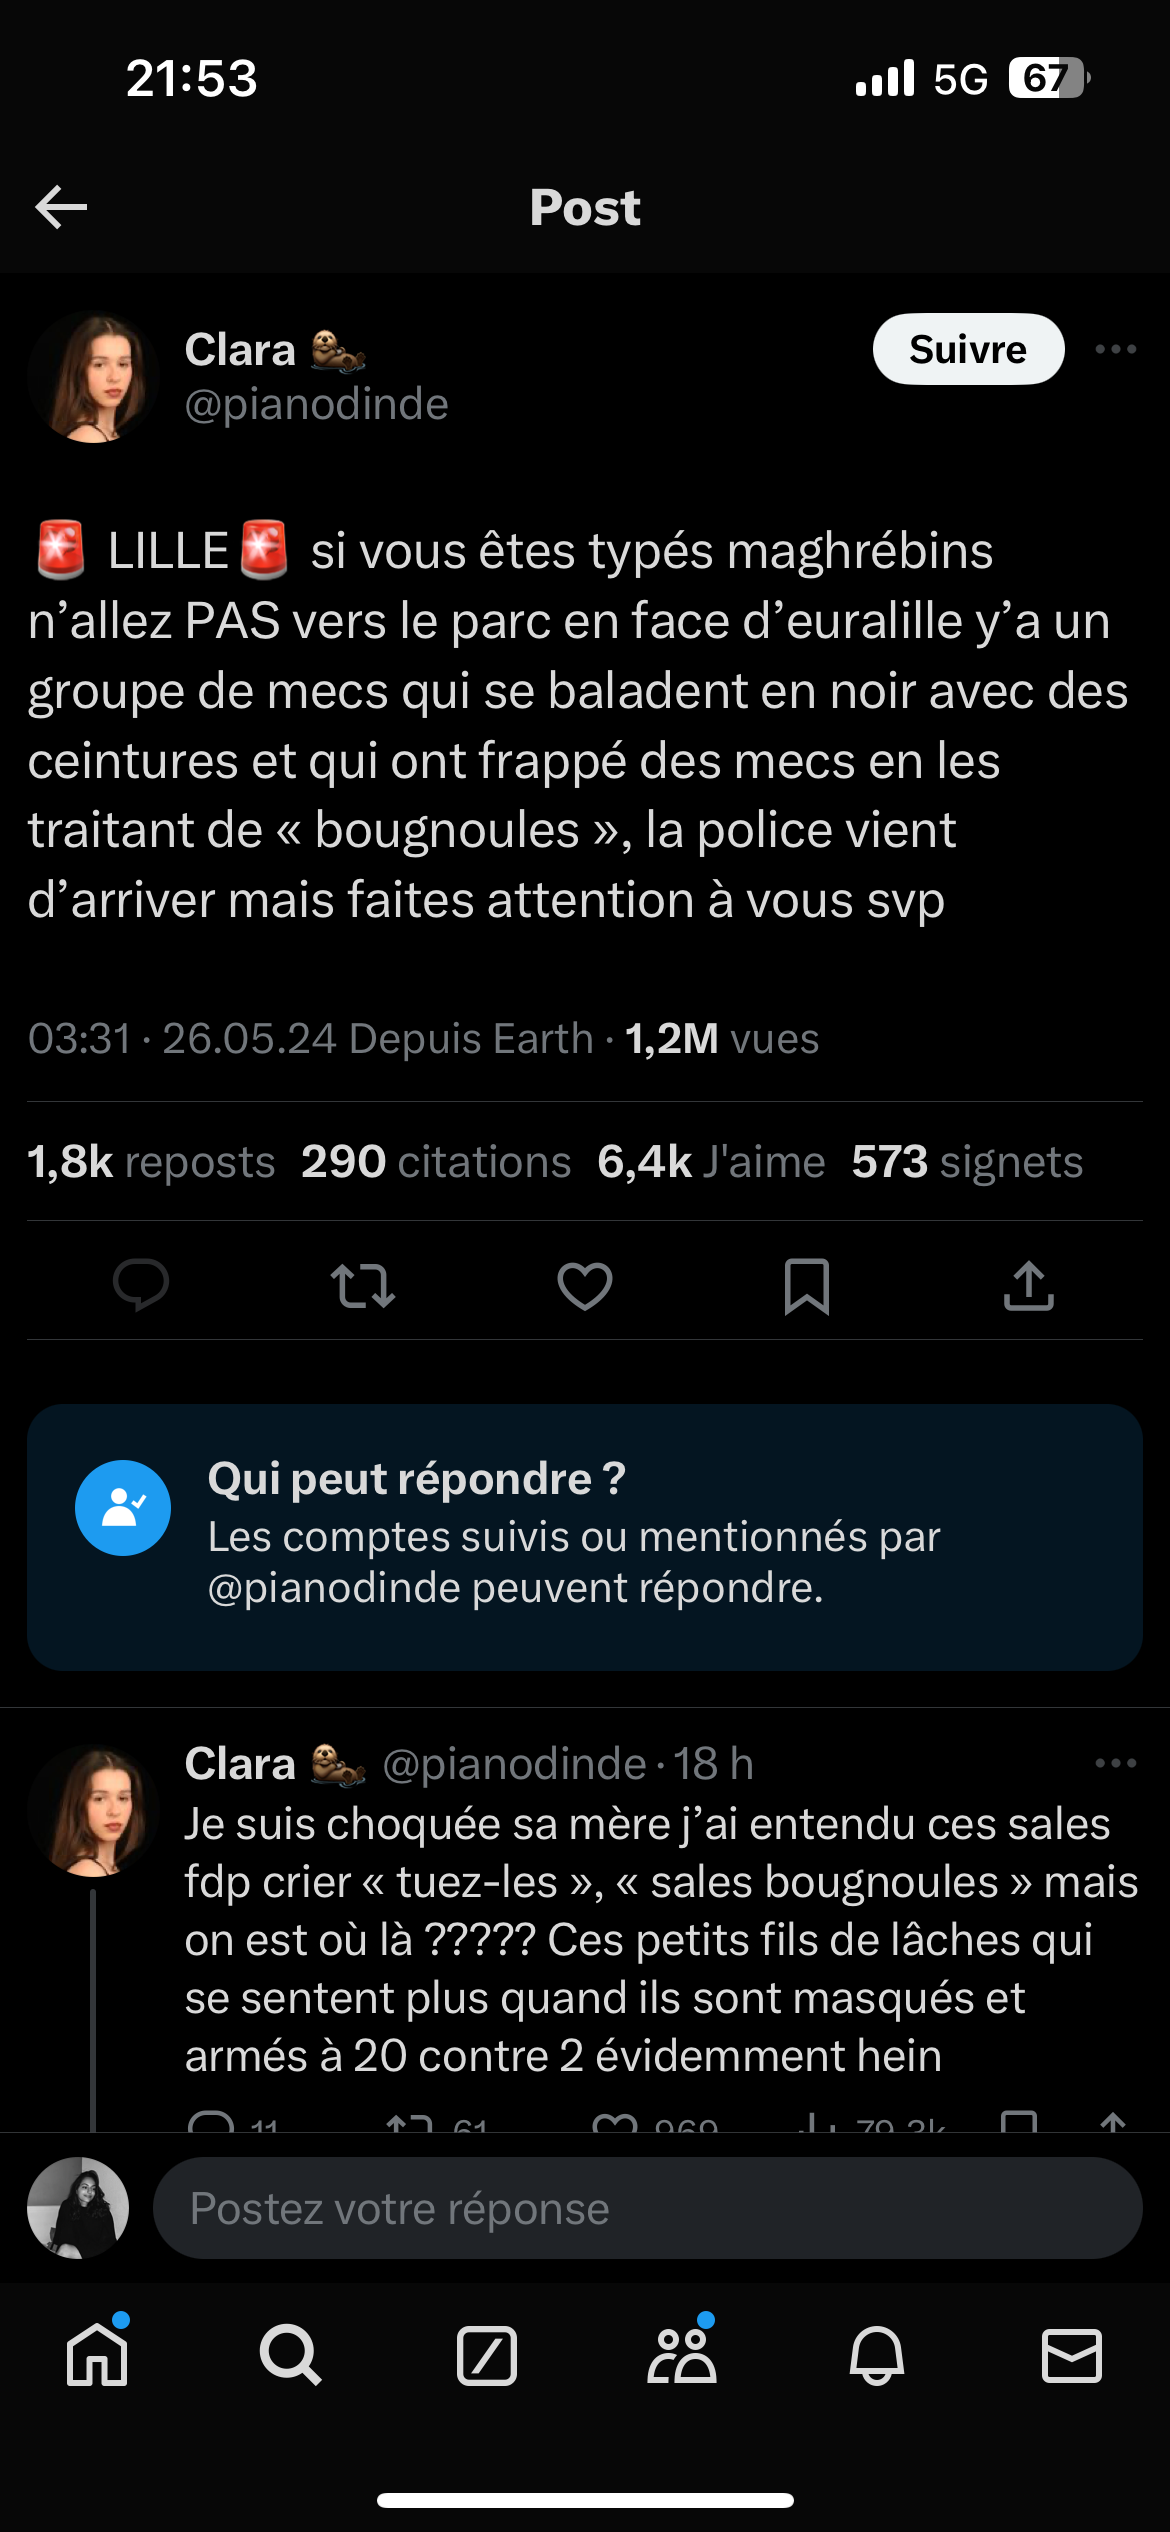 21:53
5G 67
Post
Clara 🦦
Suivre
@pianodinde
🚨 LILLE🚨 si vous êtes typés maghrébins
n’allez PAS vers le parc en face d’euralille y’a un
groupe de mecs qui se baladent en noir avec des
ceintures et qui ont frappé des mecs en les
traitant de « bougnoules », la police vient
d’arriver mais faites attention à vous svp
03:31 · 26.05.24 Depuis Earth · 1,2M vues
1,8k reposts 290 citations 6,4k J'aime 573 signets
Qui peut répondre ?
Les comptes suivis ou mentionnés par
@pianodinde peuvent répondre.
Clara 🦦 @pianodinde · 18 h
Je suis choquée sa mère j’ai entendu ces sales
fdp crier « tuez-les », « sales bougnoules » mais
on est où là ????? Ces petits fils de lâches qui
se sentent plus quand ils sont masqués et
armés à 20 contre 2 évidemment hein
11 61 969 79,3k
Postez votre réponse